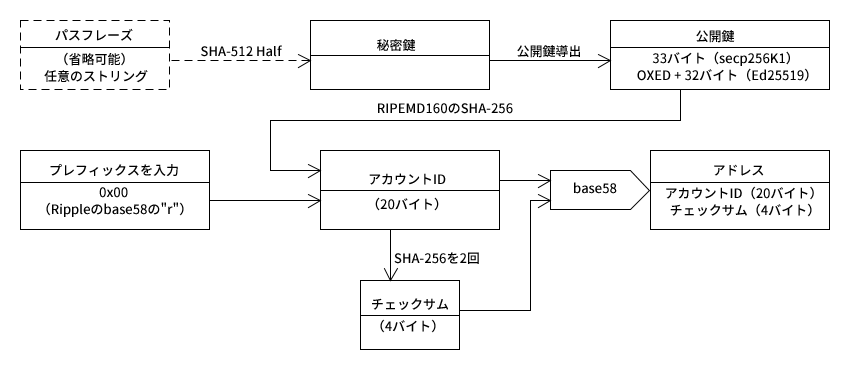 パスフレーズ
（省略可能）
任意のストリング
SHA-512 Half
秘密鍵
公開鍵導出
公開鍵
33バイト（secp256K1）
OXED + 32バイト（Ed25519）
RIPEMD160のSHA-256
プレフィックスを入力
0x00
（Rippleのbase58の"r"）
アカウントID
（20バイト）
base58
アドレス
アカウントID（20バイト）
チェックサム（4バイト）
SHA-256を2回
チェックサム
（4バイト）